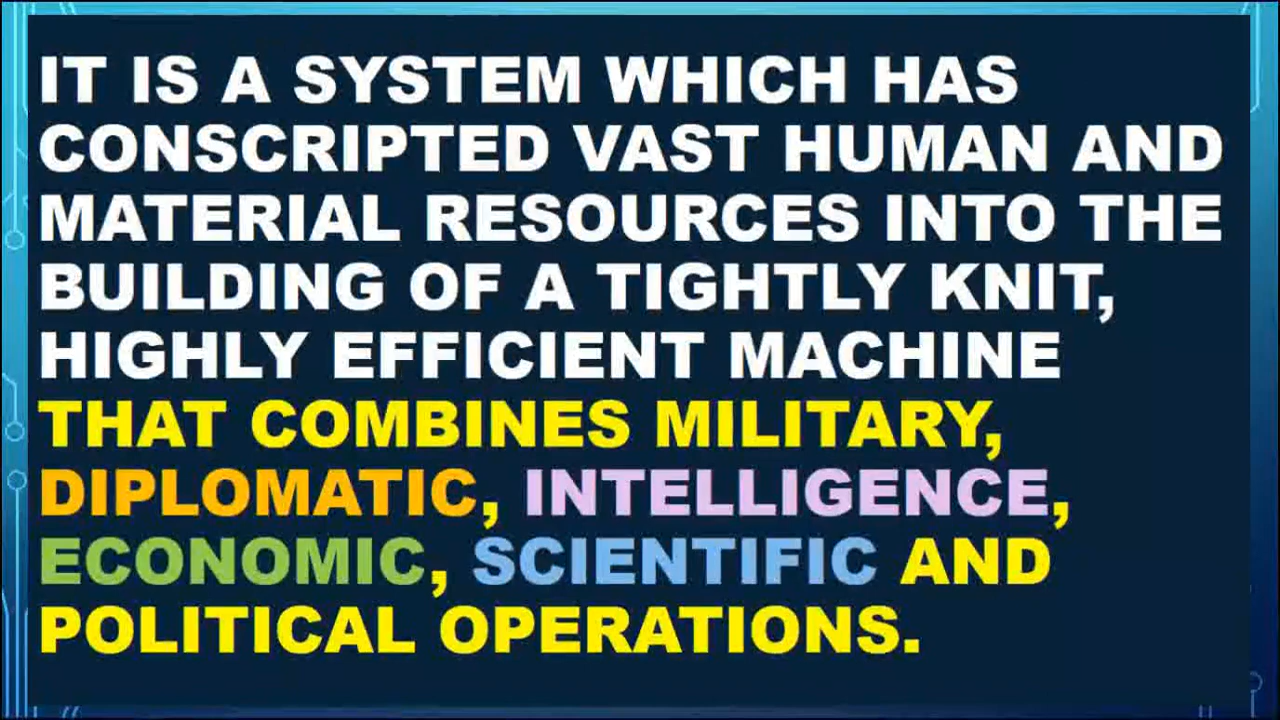 IT IS A SYSTEM WHICH HAS
CONSCRIPTED VAST HUMAN AND
MATERIAL RESOURCES INTO THE
BUILDING OF A TIGHTLY KNIT,
HIGHLY EFFICIENT MACHINE
THAT COMBINES MILITARY,
DIPLOMATIC, INTELLIGENCE,
ECONOMIC, SCIENTIFIC AND
POLITICAL OPERATIONS.